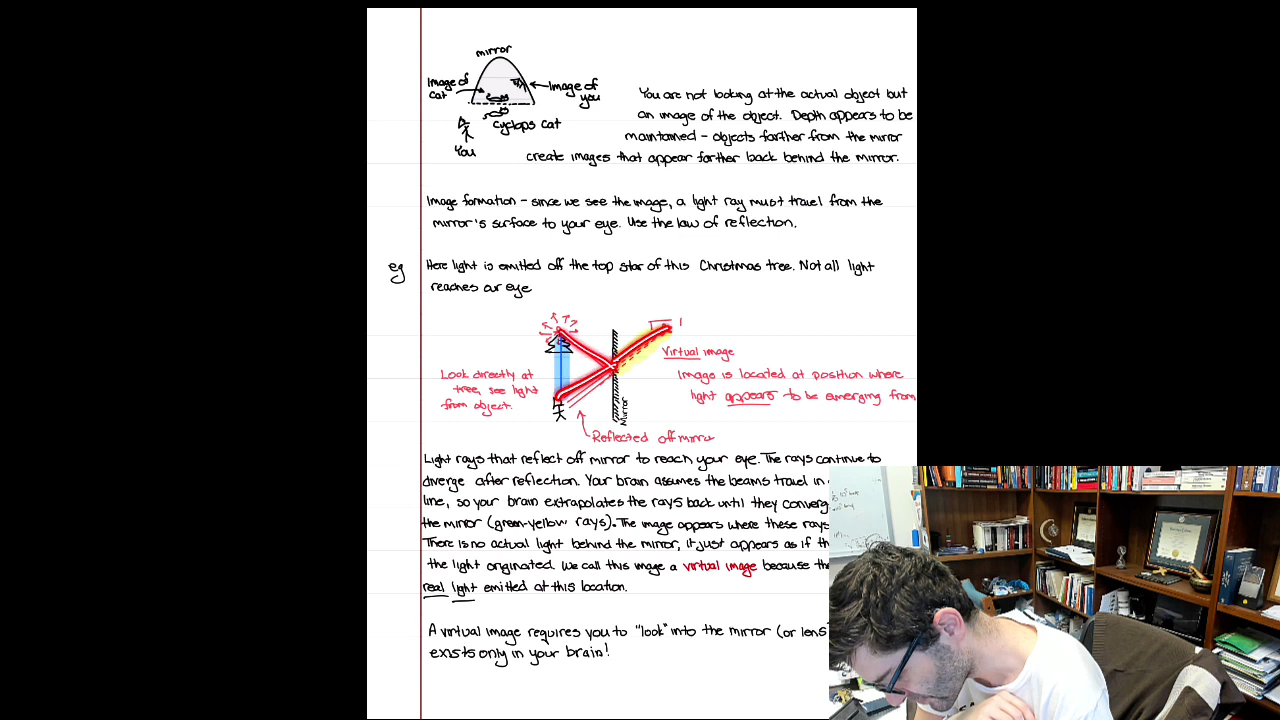 mirror
Image of
cat
Image of
you
Cyclops cat
You
You are not looking at the actual object but
an image of the object. Depth appears to be
maintained - objects farther from the mirror
create images that appear farther back behind the mirror.
Image formation - since we see the image, a light ray must travel from the
mirror's surface to your eye. Use the law of reflection.
eg
Here light is emitted off the top star of this Christmas tree. Not all light
reaches our eye
Virtual image
Look directly at
tree, see light
from object.
Image is located at position where
light appears to be emerging from
Mirror
Reflected off mirror
Light rays that reflect off mirror to reach your eye. The rays continue to
diverge after reflection. Your brain assumes the beams travel in
line, so your brain extrapolates the rays back until they converg
the mirror (green-yellow rays). The image appears where these rays
There is no actual light behind the mirror, it just appears as if th
the light originated. We call this image a virtual image because the
real light emitted at this location.
A virtual image requires you to "look" into the mirror (or lens
exists only in your brain!